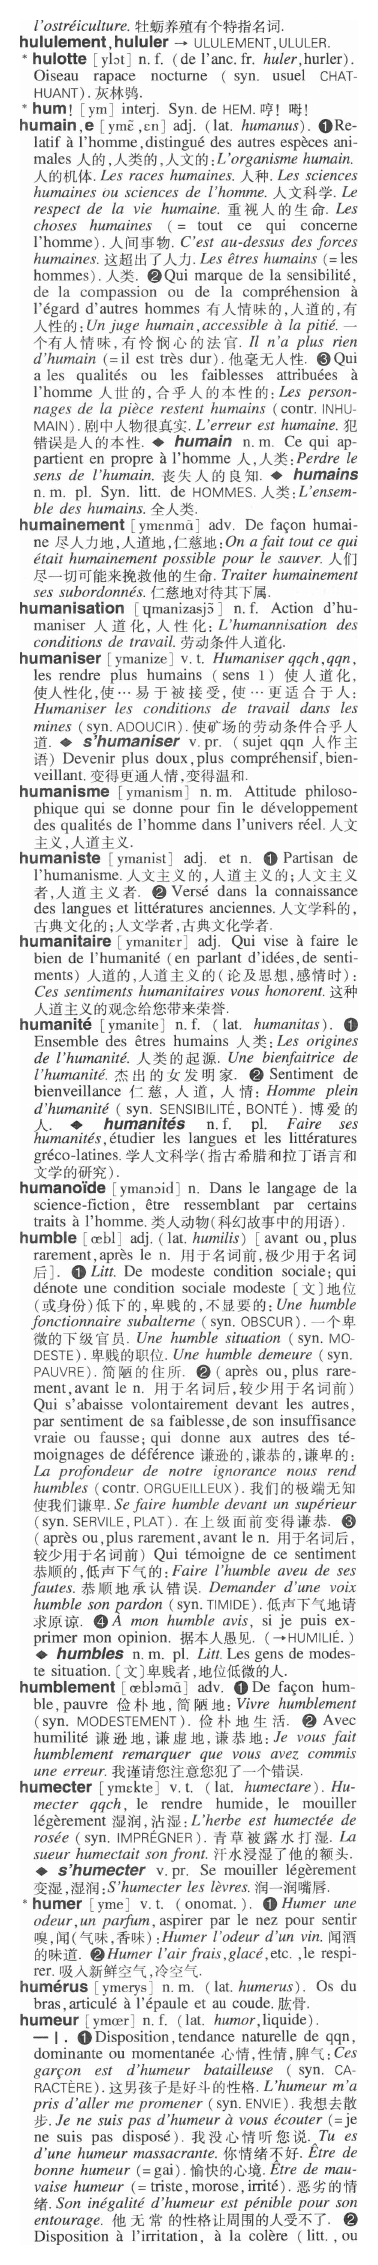 l'ostréiculture. 牡蛎养殖有个特指名词.
hululement, hululer → ULULEMENT, ULULER.
* hulotte [ylɔt] n. f. (de l'anc. fr. huler, hurler).
Oiseau rapace nocturne ( syn. usuel CHAT-
HUANT). 灰林鸮.
* hum! [ym] interj. Syn. de HEM. 哼! 嗯!
humain, e [ymɛ̃, ɛn] adj. (lat. humanus). ❶ Re-
latif à l'homme, distingué des autres espèces ani-
males 人的, 人类的, 人文的: L'organisme humain.
人的机体. Les races humaines. 人种. Les sciences
humaines ou sciences de l'homme. 人文科学. Le
respect de la vie humaine. 重视人的生命. Les
choses humaines (= tout ce qui concerne
l'homme). 人间事物. C'est au-dessus des forces
humaines. 这超出了人力. Les êtres humains (= les
hommes). 人类. ❷ Qui marque de la sensibilité,
de la compassion ou de la compréhension à
l'égard d'autres hommes 有人情味的, 人道的, 有
人性的: Un juge humain, accessible à la pitié. 一
个有人情味, 有怜悯心的法官. Il n'a plus rien
d'humain (= il est très dur). 他毫无人性. ❸ Qui
a les qualités ou les faiblesses attribuées à
l'homme 人世的, 合乎人的本性的: Les person-
nages de la pièce restent humains (contr. INHU-
MAIN). 剧中人物很真实. L'erreur est humaine. 犯
错误是人的本性. ◆ humain n. m. Ce qui ap-
partient en propre à l'homme 人, 人类: Perdre le
sens de l'humain. 丧失人的良知. ◆ humains
n. m. pl. Syn. litt. de HOMMES. 人类: L'ensem-
ble des humains. 全人类.
humainement [ymɛnmɑ̃] adv. De façon humai-
ne 尽人力地, 人道地, 仁慈地: On a fait tout ce qui
était humainement possible pour le sauver. 人们
尽一切可能来挽救他的生命. Traiter humainement
ses subordonnés. 仁慈地对待其下属.
humanisation [ɥmanizasjɔ̃] n. f. Action d'hu-
maniser 人道化, 人性化: L'humannisation des
conditions de travail. 劳动条件人道化.
humaniser [ymanize] v. t. Humaniser qqch, qqn,
les rendre plus humains (sens 1) 使人道化,
使人性化, 使…易于被接受, 使…更适合于人:
Humaniser les conditions de travail dans les
mines (syn. ADOUCIR). 使矿场的劳动条件合乎人
道. ◆ s'humaniser v. pr. (sujet qqn 人作主
语) Devenir plus doux, plus compréhensif, bien-
veillant. 变得更通人情, 变得温和.
humanisme [ymanism] n. m. Attitude philoso-
phique qui se donne pour fin le développement
des qualités de l'homme dans l'univers réel. 人文
主义, 人道主义.
humaniste [ymanist] adj. et n. ❶ Partisan de
l'humanisme. 人文主义的, 人道主义的; 人文主义
者, 人道主义者. ❷ Versé dans la connaissance
des langues et littératures anciennes. 人文学科的,
古典文化的; 人文学者, 古典文化学者.
humanitaire [ymanitɛr] adj. Qui vise à faire le
bien de l'humanité (en parlant d'idées, de senti-
ments) 人道的, 人道主义的(论及思想, 感情时):
Ces sentiments humanitaires vous honorent. 这种
人道主义的观念给您带来荣誉.
humanité [ymanite] n. f. (lat. humanitas). ❶
Ensemble des êtres humains 人类: Les origines
de l'humanité. 人类的起源. Une bienfaitrice de
l'humanité. 杰出的女发明家. ❷ Sentiment de
bienveillance 仁慈, 人道, 人情: Homme plein
d'humanité (syn. SENSIBILITÉ, BONTÉ). 博爱的
人. ◆ humanités n. f. pl. Faire ses
humanités, étudier les langues et les littératures
gréco-latines. 学人文科学(指古希腊和拉丁语言和
文学的研究).
humanoïde [ymanɔid] n. Dans le langage de la
science-fiction, être ressemblant par certains
traits à l'homme. 类人动物(科幻故事中的用语).
humble [œbl] adj. (lat. humilis) [avant ou, plus
rarement, après le n. 用于名词前, 极少用于名词
后]. ❶ Litt. De modeste condition sociale; qui
dénote une condition sociale modeste [文]地位
(或身份)低下的, 卑贱的, 不显要的: Une humble
fonctionnaire subalterne (syn. OBSCUR). 一个卑
微的下级官员. Une humble situation (syn. MO-
DESTE). 卑贱的职位. Une humble demeure (syn.
PAUVRE). 简陋的住所. ❷ (après ou, plus rare-
ment, avant le n. 用于名词后, 较少用于名词前)
Qui s'abaisse volontairement devant les autres,
par sentiment de sa faiblesse, de son insuffisance
vraie ou fausse; qui donne aux autres des té-
moignages de déférence 谦逊的, 谦恭的, 谦卑的:
La profondeur de notre ignorance nous rend
humbles (contr. ORGUEILLEUX). 我们的极端无知
使我们谦卑. Se faire humble devant un supérieur
(syn. SERVILE, PLAT). 在上级面前变得谦恭. ❸
(après ou, plus rarement, avant le n. 用于名词后,
较少用于名词前) Qui témoigne de ce sentiment
恭顺的, 低声下气的: Faire l'humble aveu de ses
fautes. 恭顺地承认错误. Demander d'une voix
humble son pardon (syn. TIMIDE). 低声下气地请
求原谅. ❹ À mon humble avis, si je puis ex-
primer mon opinion. 据本人愚见. (→HUMILIÉ.)
◆ humbles n. m. pl. Litt. Les gens de modes-
te situation. [文]卑贱者, 地位低微的人.
humblement [œbləmɑ̃] adv. ❶ De façon hum-
ble, pauvre 俭朴地, 简陋地: Vivre humblement
(syn. MODESTEMENT). 俭朴地生活. ❷ Avec
humilité 谦逊地, 谦虚地, 谦恭地: Je vous fait
humblement remarquer que vous avez commis
une erreur. 我谨请您注意您犯了一个错误.
humecter [ymɛkte] v. t. (lat. humectare). Hu-
mecter qqch, le rendre humide, le mouiller
légèrement 湿润, 沾湿: L'herbe est humectée de
rosée (syn. IMPRÉGNER). 青草被露水打湿. La
sueur humectait son front. 汗水浸湿了他的额头.
◆ s'humecter v. pr. Se mouiller légèrement
变湿, 湿润: S'humecter les lèvres. 润一润嘴唇.
* humer [yme] v. t. (onomat.). ❶ Humer une
odeur, un parfum, aspirer par le nez pour sentir
嗅, 闻(气味, 香味): Humer l'odeur d'un vin. 闻酒
的味道. ❷ Humer l'air frais, glacé, etc., le respi-
rer. 吸入新鲜空气, 冷空气.
humérus [ymerys] n. m. (lat. humerus). Os du
bras, articulé à l'épaule et au coude. 肱骨.
humeur [ymœr] n. f. (lat. humor, liquide).
— I. ❶ Disposition, tendance naturelle de qqn,
dominante ou momentanée 心情, 性情, 脾气: Ces
garçon est d'humeur batailleuse ( syn. CA-
RACTÈRE). 这男孩子是好斗的性格. L'humeur m'a
pris d'aller me promener (syn. ENVIE). 我想去散
步. Je ne suis pas d'humeur à vous écouter (= je
ne suis pas disposé). 我没心情听您说. Tu es
d'une humeur massacrante. 你情绪不好. Être de
bonne humeur (= gai). 愉快的心境. Être de mau-
vaise humeur (= triste, morose, irrité). 恶劣的情
绪. Son inégalité d'humeur est pénible pour son
entourage. 他无常的性格让周围的人受不了. ❷
Disposition à l'irritation, à la colère (litt., ou